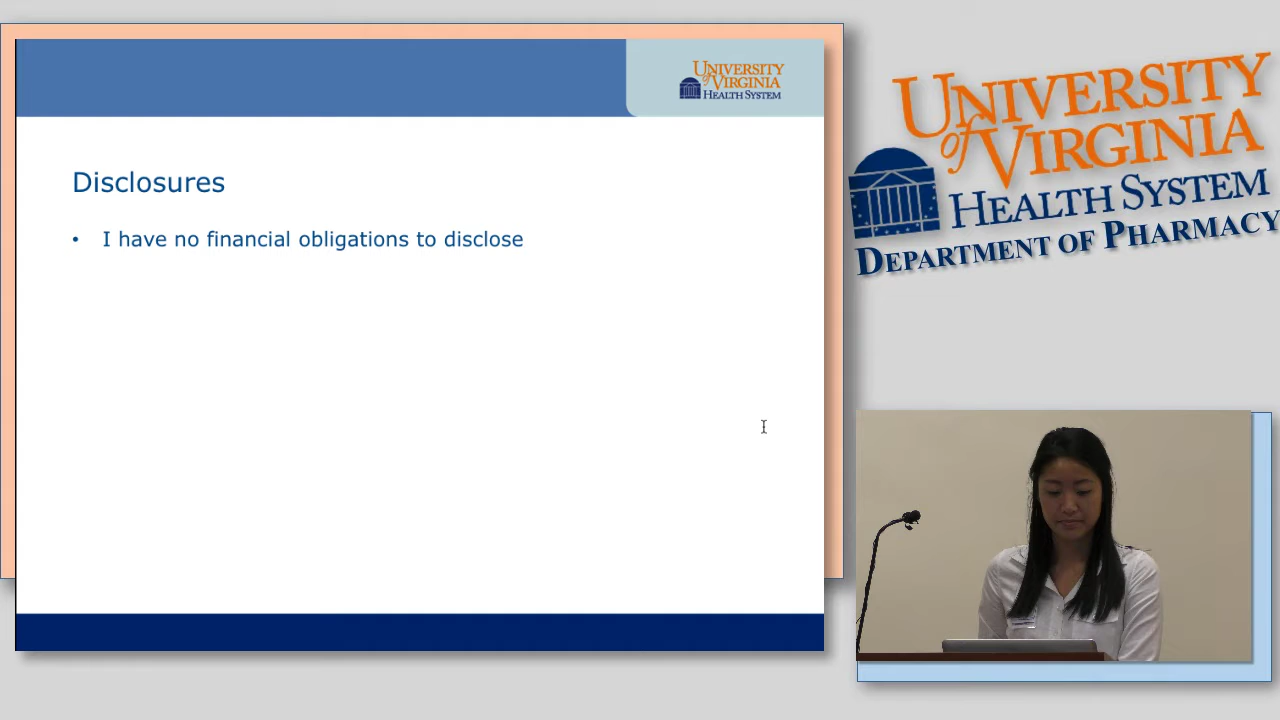 UNIVERSITY
of VIRGINIA
HEALTH SYSTEM
Disclosures
• I have no financial obligations to disclose
UNIVERSITY
of VIRGINIA
HEALTH SYSTEM
DEPARTMENT OF PHARMACY